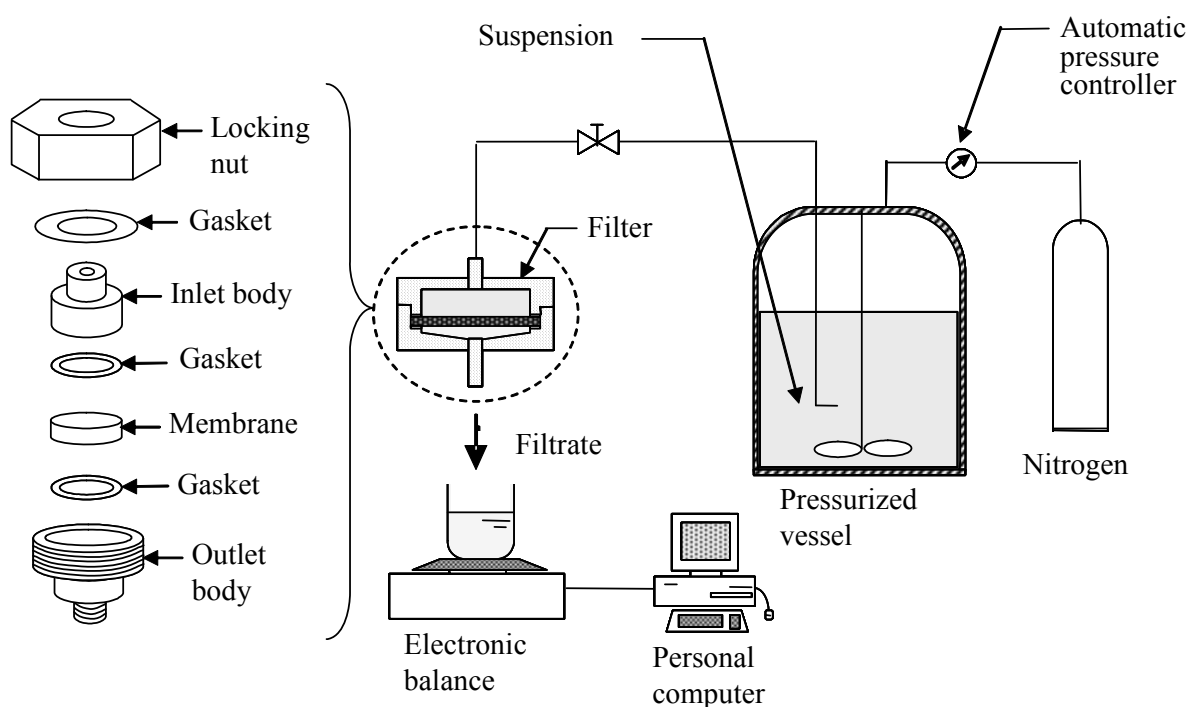 Suspension
Automatic
pressure
controller
Locking
nut
Gasket
Inlet body
Gasket
Membrane
Gasket
Outlet
body
Filter
Filtrate
Electronic
balance
Personal
computer
Pressurized
vessel
Nitrogen